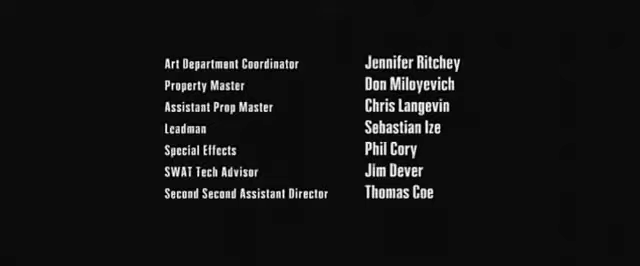 Art Department Coordinator Jennifer Ritchey
Property Master Don Miloyevich
Assistant Prop Master Chris Langevin
Leadman Sebastian Ize
Special Effects Phil Cory
SWAT Tech Advisor Jim Dever
Second Second Assistant Director Thomas Coe